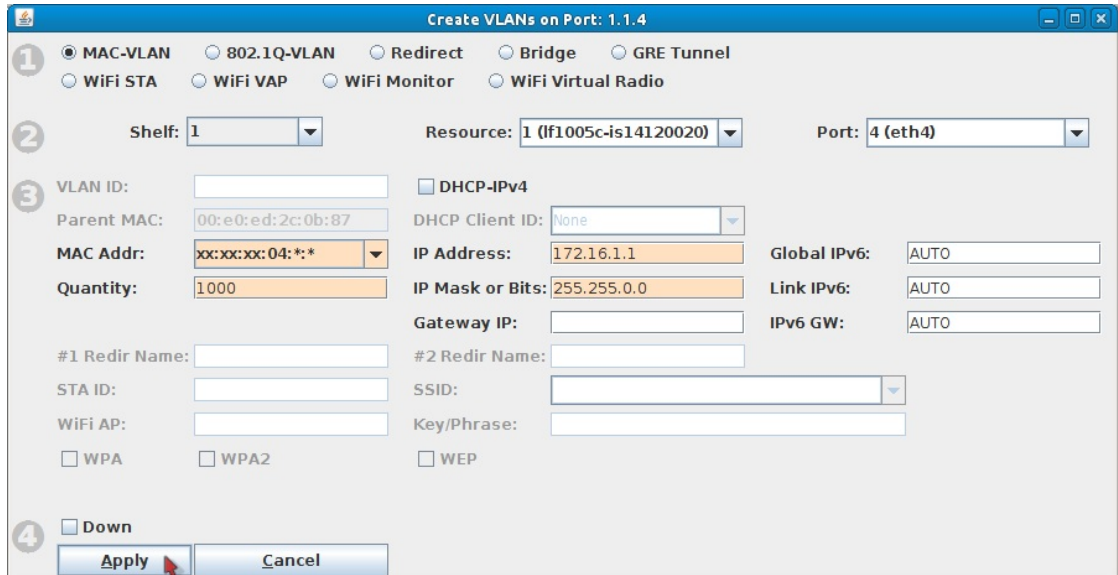 Create VLANs on Port: 1.1.4
1 MAC-VLAN 802.1Q-VLAN Redirect Bridge GRE Tunnel
WiFi STA WiFi VAP WiFi Monitor WiFi Virtual Radio
2 Shelf: 1 Resource: 1 (lf1005c-is14120020) Port: 4 (eth4)
3 VLAN ID: DHCP-IPv4
Parent MAC: 00:e0:ed:2c:0b:87 DHCP Client ID: None
MAC Addr: xx:xx:xx:04:*:* IP Address: 172.16.1.1 Global IPv6: AUTO
Quantity: 1000 IP Mask or Bits: 255.255.0.0 Link IPv6: AUTO
Gateway IP: IPv6 GW: AUTO
#1 Redir Name: #2 Redir Name:
STA ID: SSID:
WiFi AP: Key/Phrase:
WPA WPA2 WEP
4 Down
Apply Cancel